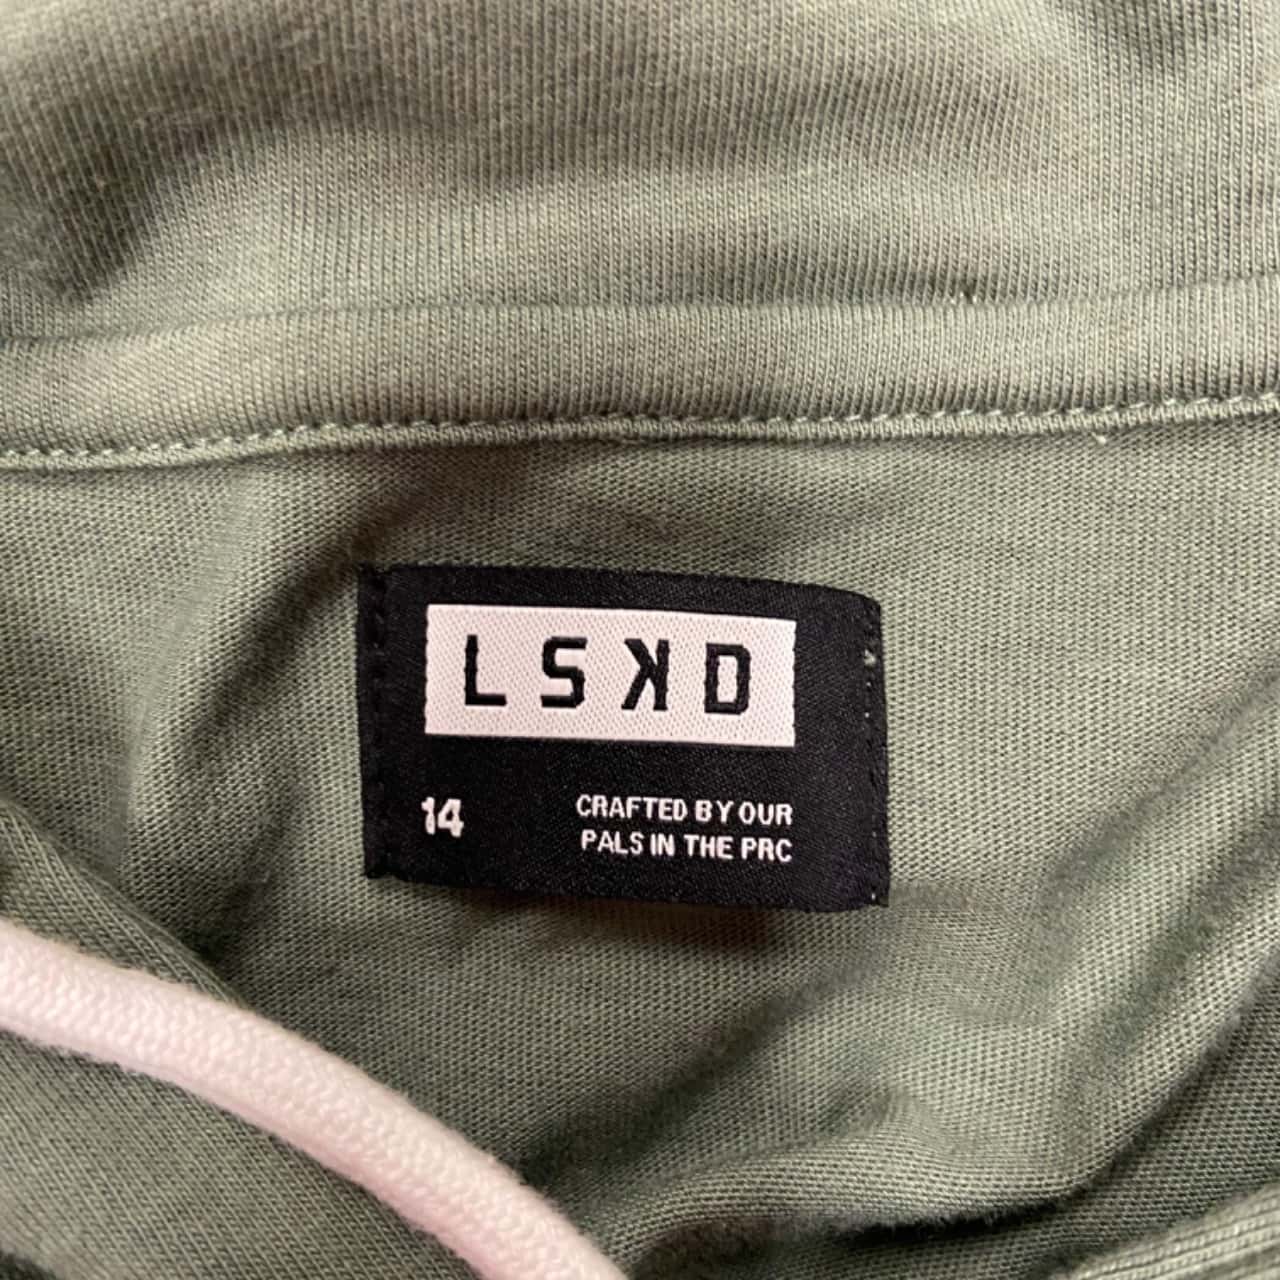 LSKD
14
CRAFTED BY OUR
PALS IN THE PRC